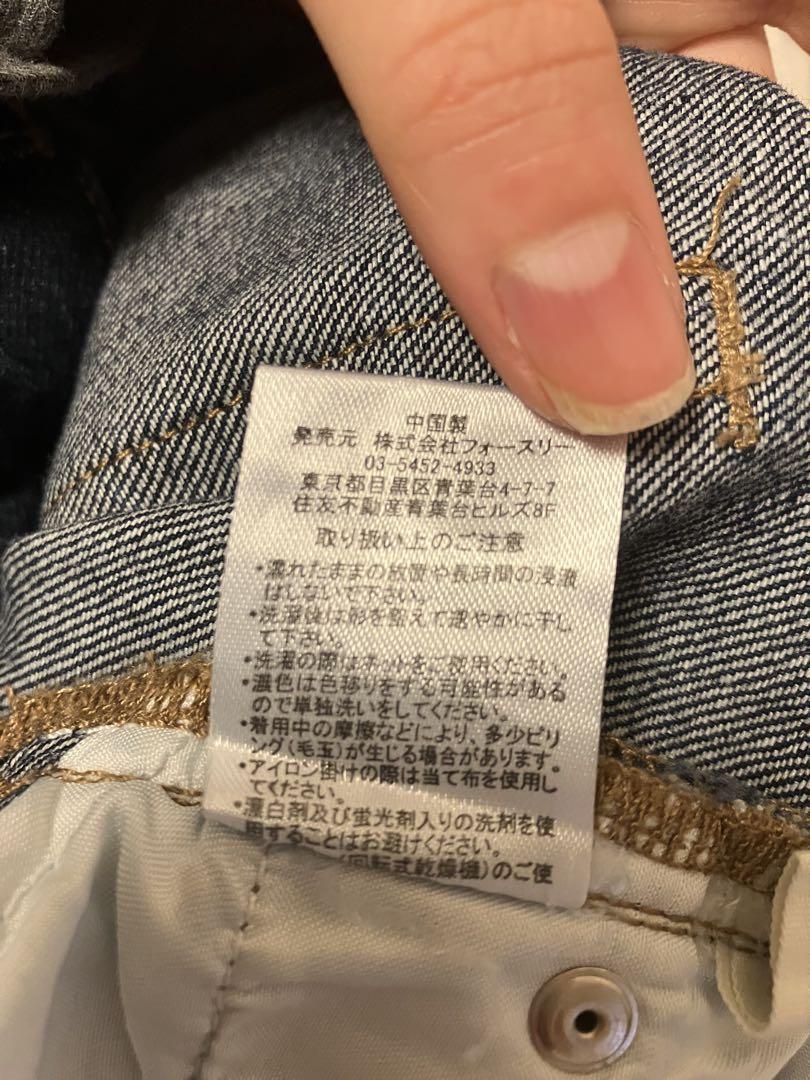 中国製
発売元 株式会社フォースリー
03-5452-4933
東京都目黒区青葉台4-7-7
住友不動産青葉台ヒルズ8F
取り扱い上のご注意
・濡れたままの放置や長時間の浸漬
はしないで下さい。
・洗濯後は形を整えて速やかに干し
て下さい。
・洗濯の際はネットをご使用ください。
・濃色は色移りをする可能性がある
ので単独洗いをしてください。
・着用中の摩擦などにより、多少ピリ
ング(毛玉)が生じる場合があります。
・アイロン掛けの際は当て布を使用し
てください。
・漂白剤及び蛍光剤入りの洗剤を使
用することはお避けください。
(回転式乾燥機)のご使